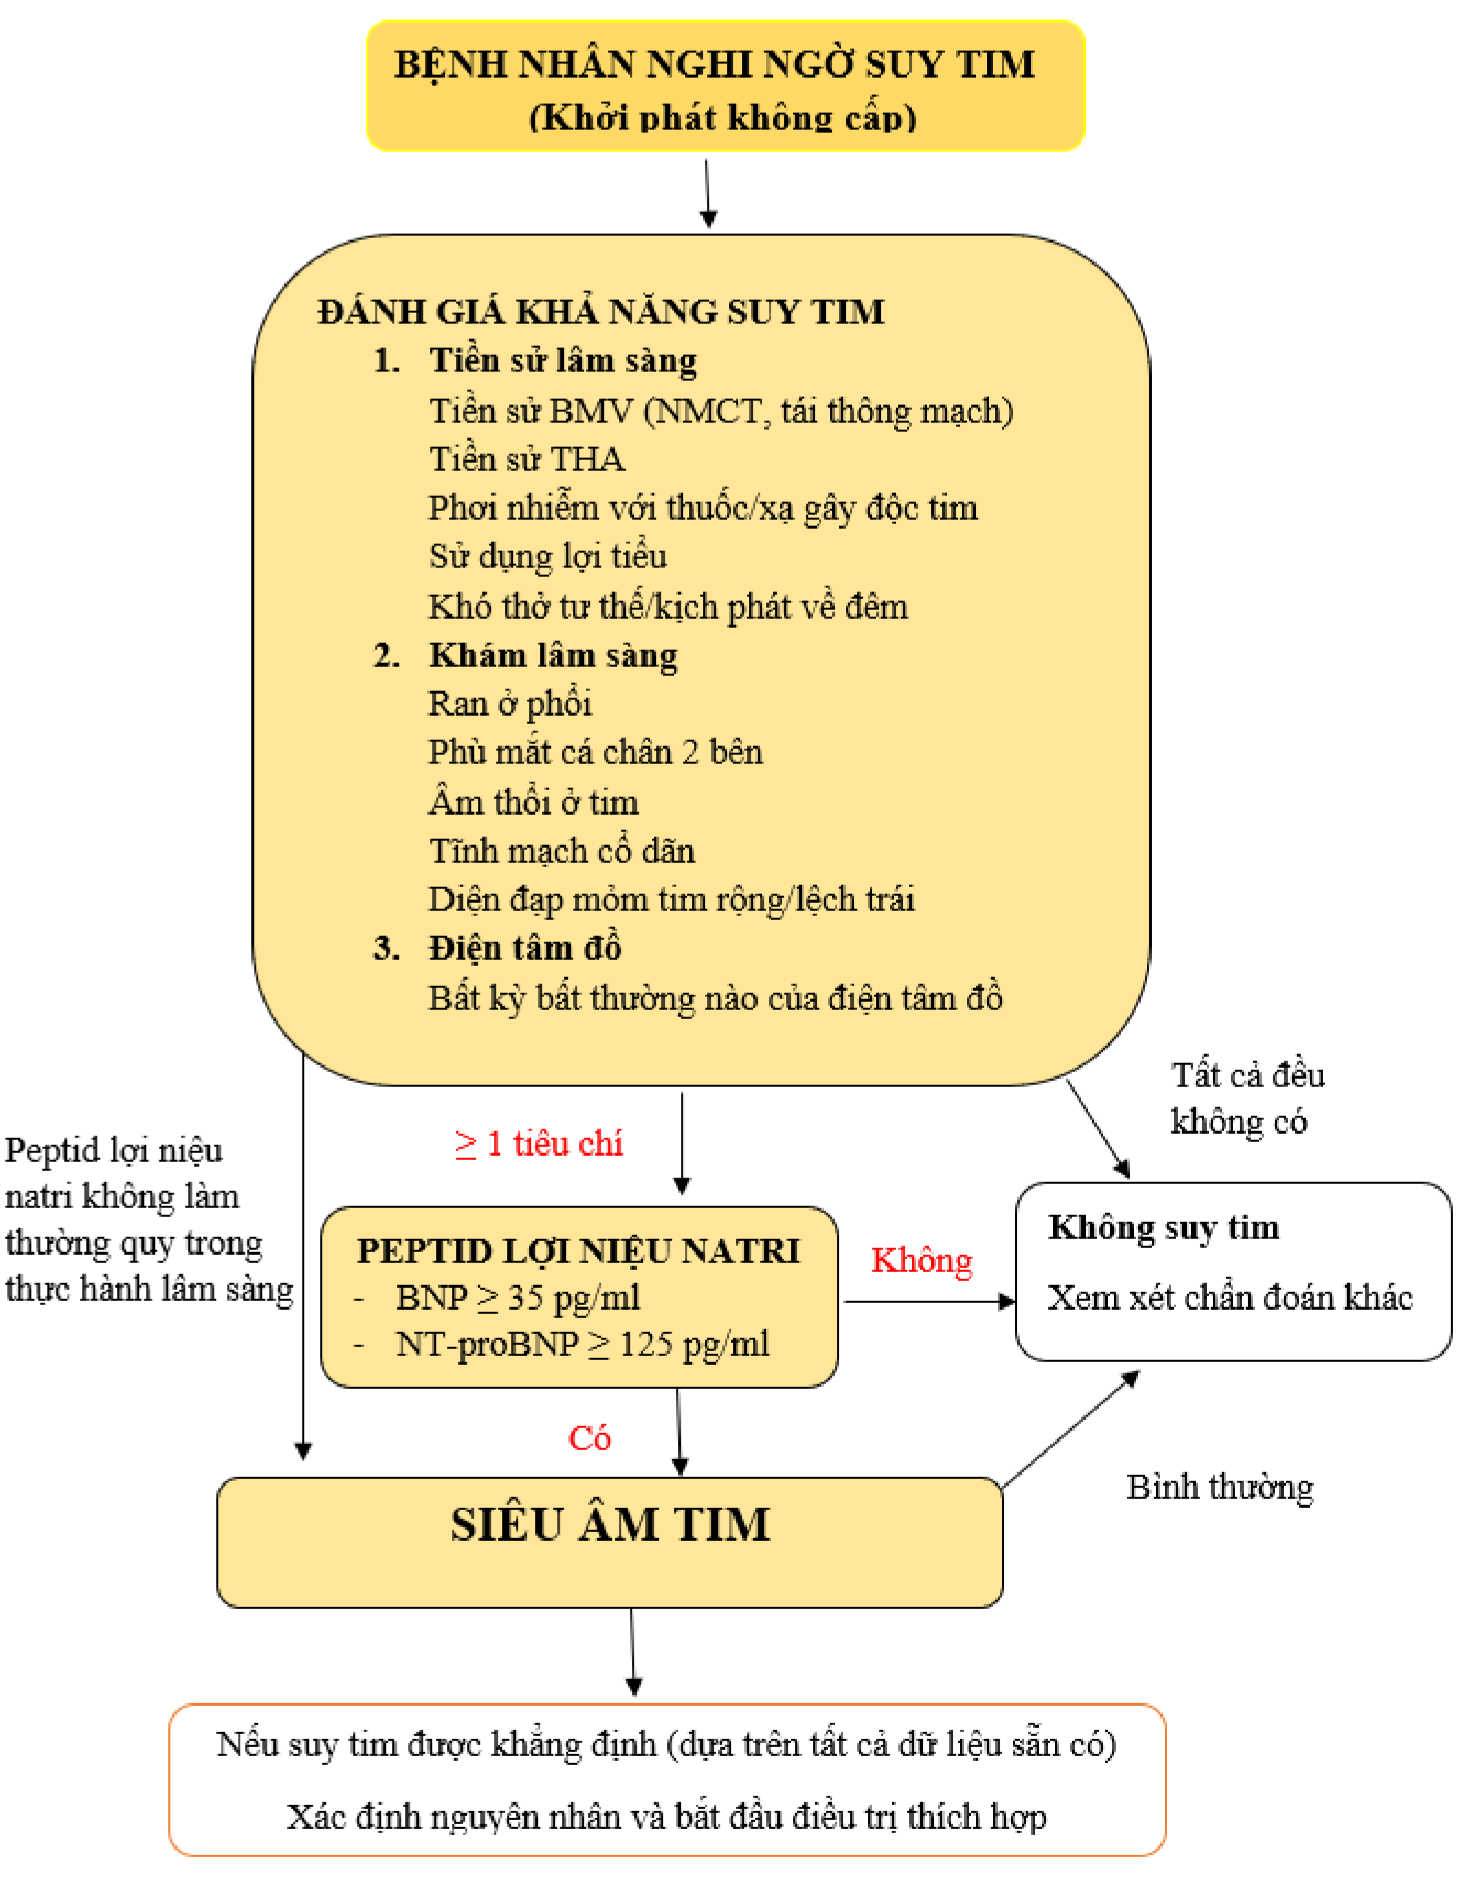 BỆNH NHÂN NGHI NGỜ SUY TIM
(Khởi phát không cấp)
ĐÁNH GIÁ KHẢ NĂNG SUY TIM
1. Tiền sử lâm sàng
Tiền sử BMV (NMCT, tái thông mạch)
Tiền sử THA
Phơi nhiễm với thuốc/xạ gây độc tim
Sử dụng lợi tiểu
Khó thở tư thế/kịch phát về đêm
2. Khám lâm sàng
Ran ở phổi
Phù mắt cá chân 2 bên
Âm thổi ở tim
Tĩnh mạch cổ dãn
Diện đạp mỏm tim rộng/lệch trái
3. Điện tâm đồ
Bất kỳ bất thường nào của điện tâm đồ
Tất cả đều
không có
≥ 1 tiêu chí
Peptid lợi niệu
natri không làm
thường quy trong
thực hành lâm sàng
PEPTID LỢI NIỆU NATRI
- BNP ≥ 35 pg/ml
- NT-proBNP ≥ 125 pg/ml
Không
Không suy tim
Xem xét chẩn đoán khác
Có
Bình thường
SIÊU ÂM TIM
Nếu suy tim được khẳng định (dựa trên tất cả dữ liệu sẵn có)
Xác định nguyên nhân và bắt đầu điều trị thích hợp